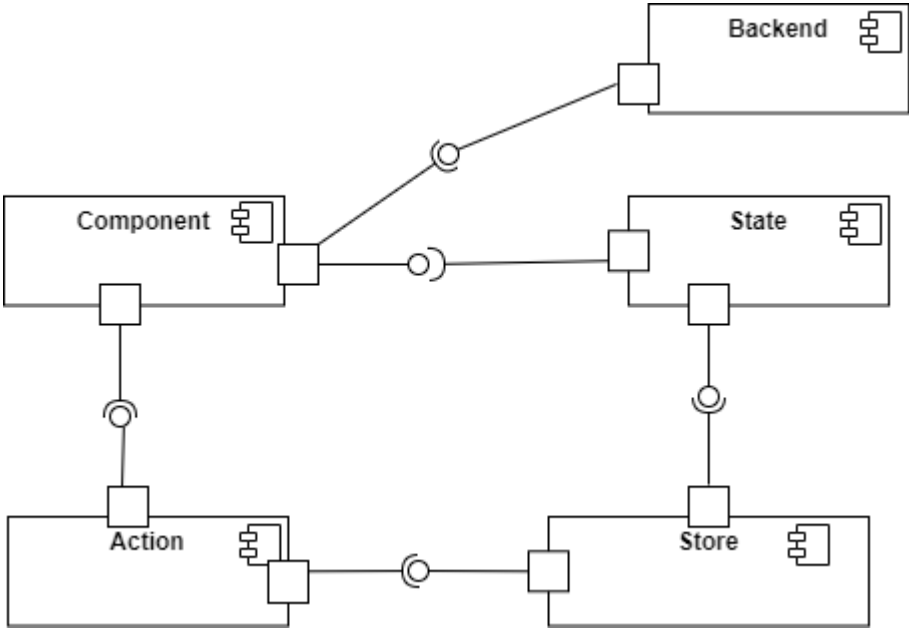 Backend
Component
State
Action
Store